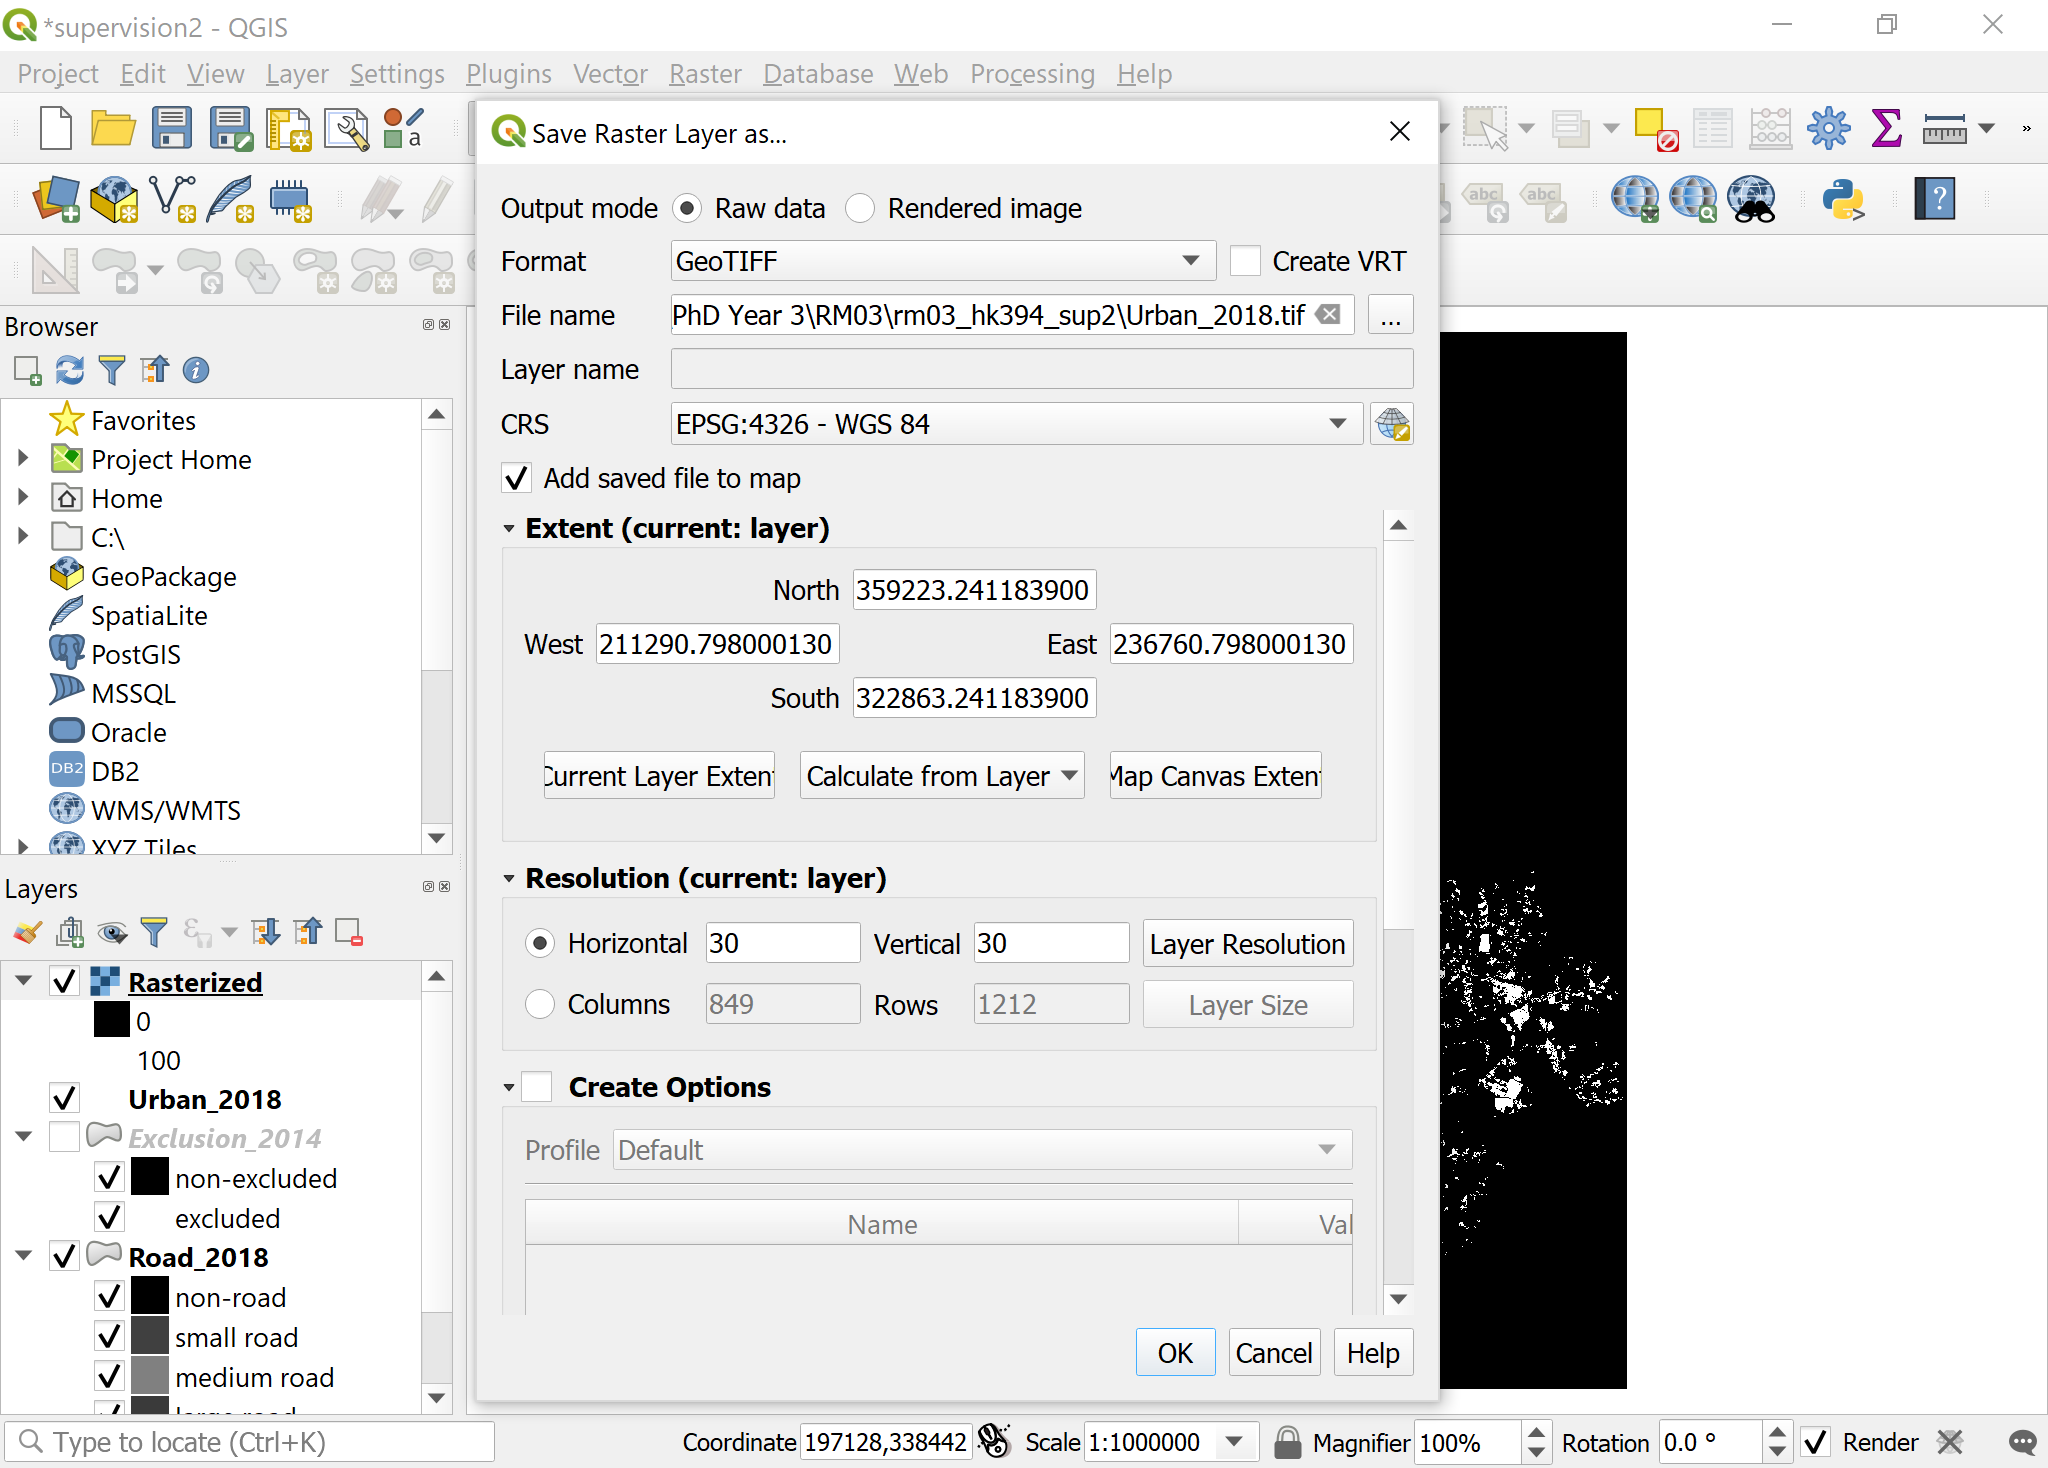 *supervision2 - QGIS
Project Edit View Layer Settings Plugins Vector Raster Database Web Processing Help
a
abc abc
?
»
Save Raster Layer as...
Output mode Raw data Rendered image
Format GeoTIFF Create VRT
File name PhD Year 3\RM03\rm03_hk394_sup2\Urban_2018.tif ...
Layer name
CRS EPSG:4326 - WGS 84
Add saved file to map
Extent (current: layer)
North 359223.241183900
West 211290.798000130 East 236760.798000130
South 322863.241183900
Current Layer Extent Calculate from Layer Map Canvas Extent
Resolution (current: layer)
Horizontal 30 Vertical 30 Layer Resolution
Columns 849 Rows 1212 Layer Size
Create Options
Profile Default
Name Val
OK Cancel Help
Browser
Favorites
Project Home
Home
C:\
GeoPackage
SpatiaLite
PostGIS
MSSQL
Oracle
DB2 DB2
WMS/WMTS
XYZ Tiles
Layers
Rasterized
0
100
Urban_2018
Exclusion_2014
non-excluded
excluded
Road_2018
non-road
small road
medium road
large road
Type to locate (Ctrl+K) Coordinate 197128,338442 Scale 1:1000000 Magnifier 100% Rotation 0.0 ° Render